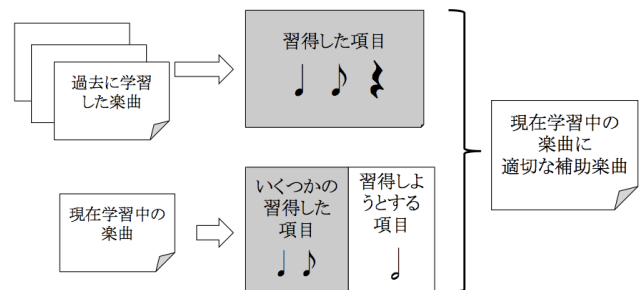 過去に学習
した楽曲
習得した項目
現在学習中の
楽曲
いくつかの
習得した
項目
習得しよ
うとする
項目
現在学習中の
楽曲に
適切な補助楽曲